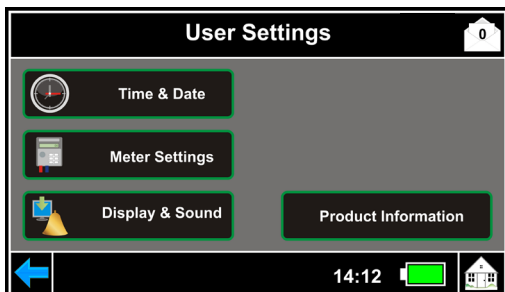 User Settings
0
Time & Date
Meter Settings
Display & Sound
Product Information
14:12